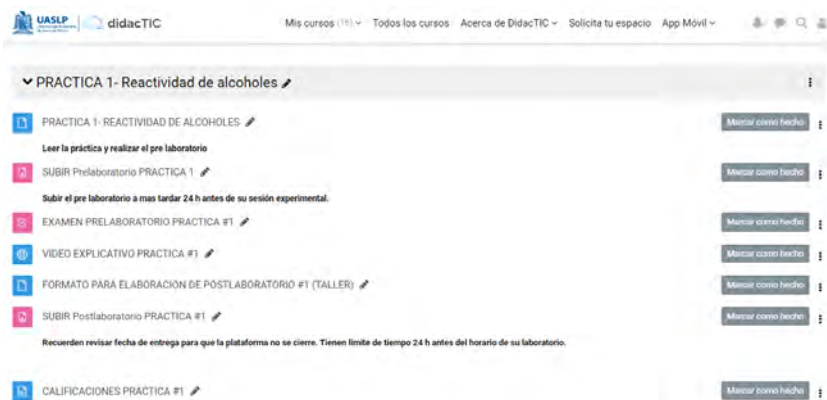 UASLP didacTIC Mis cursos (16) Todos los cursos Acerca de DidacTIC Solicita tu espacio App Móvil
PRACTICA 1- Reactividad de alcoholes
PRACTICA 1- REACTIVIDAD DE ALCOHOLES Marcar como hecho
Leer la práctica y realizar el pre laboratorio
SUBIR Prelaboratorio PRACTICA 1 Marcar como hecho
Subir el pre laboratorio a mas tardar 24 h antes de su sesión experimental.
EXAMEN PRELABORATORIO PRACTICA #1 Marcar como hecho
VIDEO EXPLICATIVO PRACTICA #1 Marcar como hecho
FORMATO PARA ELABORACION DE POSTLABORATORIO #1 (TALLER) Marcar como hecho
SUBIR Postlaboratorio PRACTICA #1 Marcar como hecho
Recuerden revisar fecha de entrega para que la plataforma no se cierre. Tienen limite de tiempo 24 h antes del horario de su laboratorio.
CALIFICACIONES PRACTICA #1 Marcar como hecho